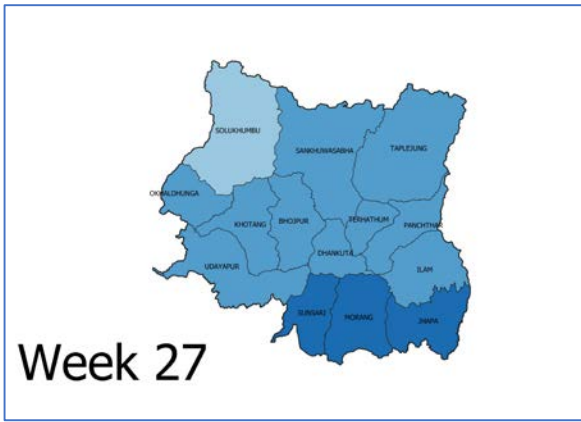 SOLUKHUMBU
TAPLEJUNG
SANKHUWASABHA
OKHALDHUNGA
KHOTANG
BHOJPUR
TERHATHUM
PANCHTHAR
DHANKUTA
UDAYAPUR
ILAM
SUNSARI
MORANG
JHAPA
Week 27